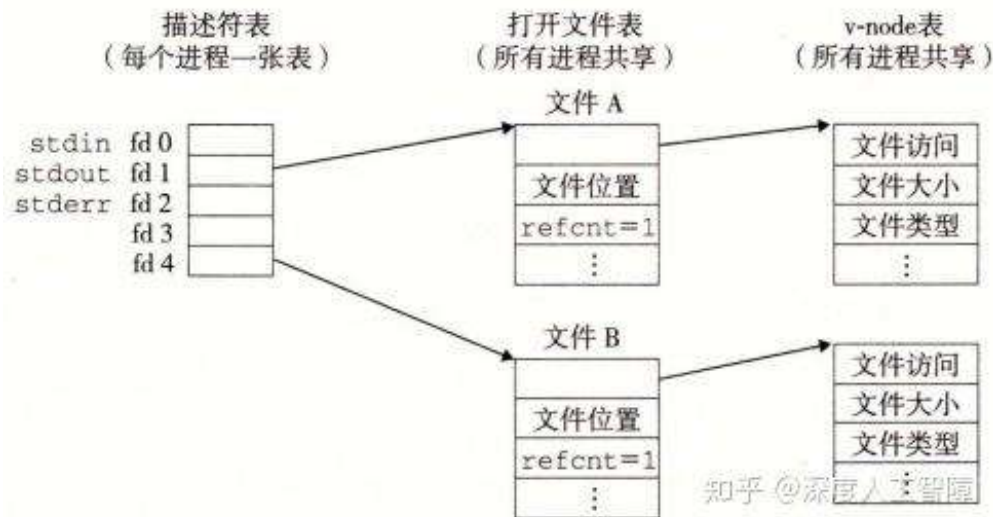 描述符表
（每个进程一张表）
打开文件表
（所有进程共享）
v-node表
（所有进程共享）
stdin fd 0
stdout fd 1
stderr fd 2
fd 3
fd 4
文件 A
文件位置
refcnt=1
⋮
文件访问
文件大小
文件类型
⋮
文件 B
文件位置
refcnt=1
⋮
文件访问
文件大小
文件类型
⋮
知乎 @深度人工智障